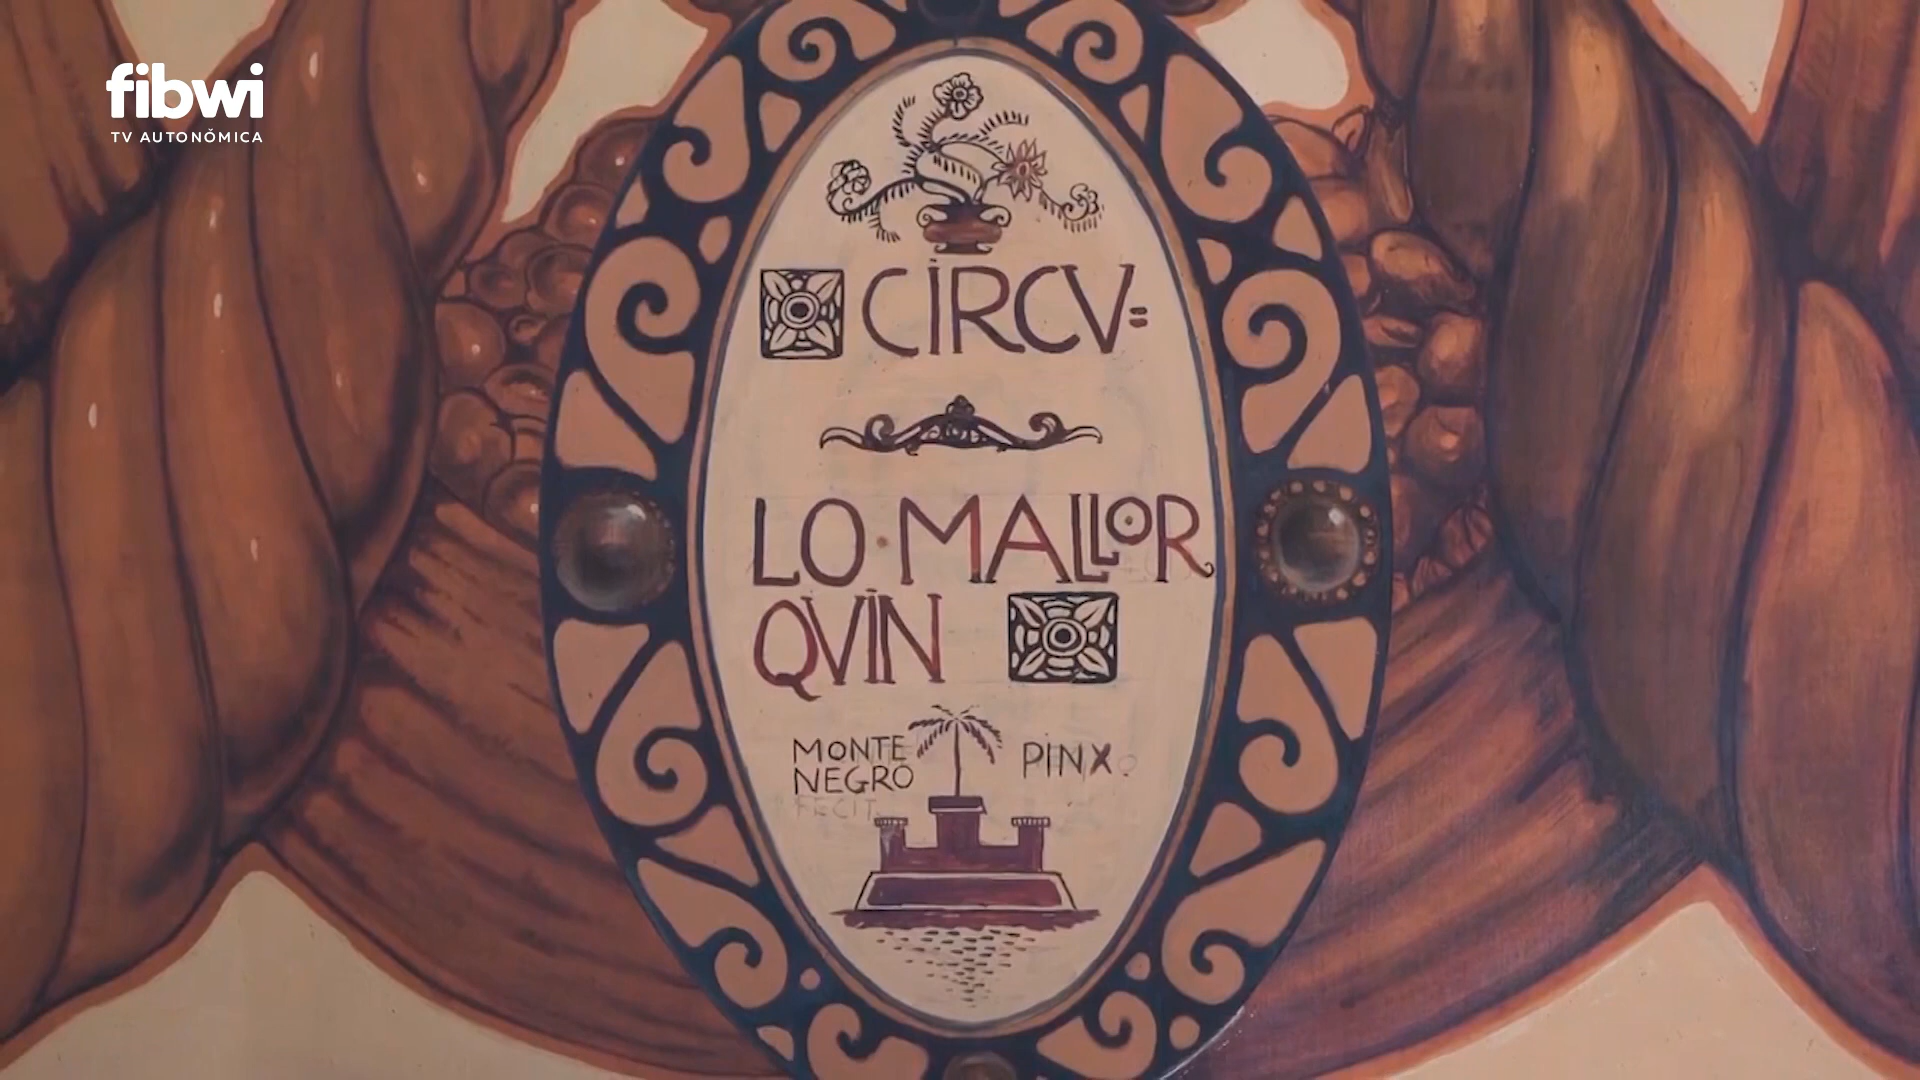 fibwi
TV AUTONÓMICA
CIRCV=
LO·MALLOR
QVIN
MONTE
NEGRO
PINX.
FECIT.